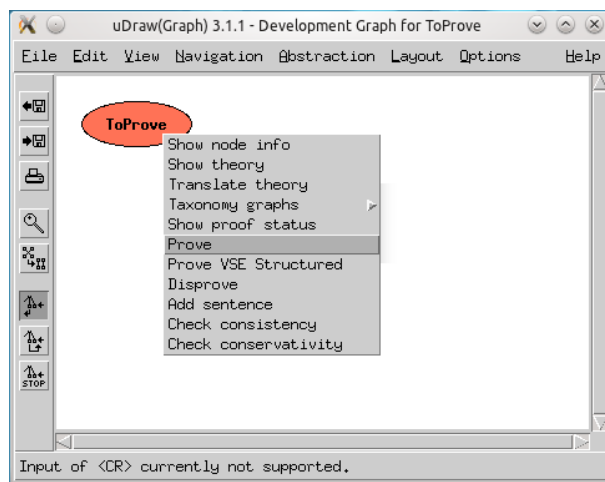 uDraw(Graph) 3.1.1 - Development Graph for ToProve
File Edit View Navigation Abstraction Layout Options Help
ToProve
Show node info
Show theory
Translate theory
Taxonomy graphs
Show proof status
Prove
Prove VSE Structured
Disprove
Add sentence
Check consistency
Check conservativity
STOP
Input of <CR> currently not supported.